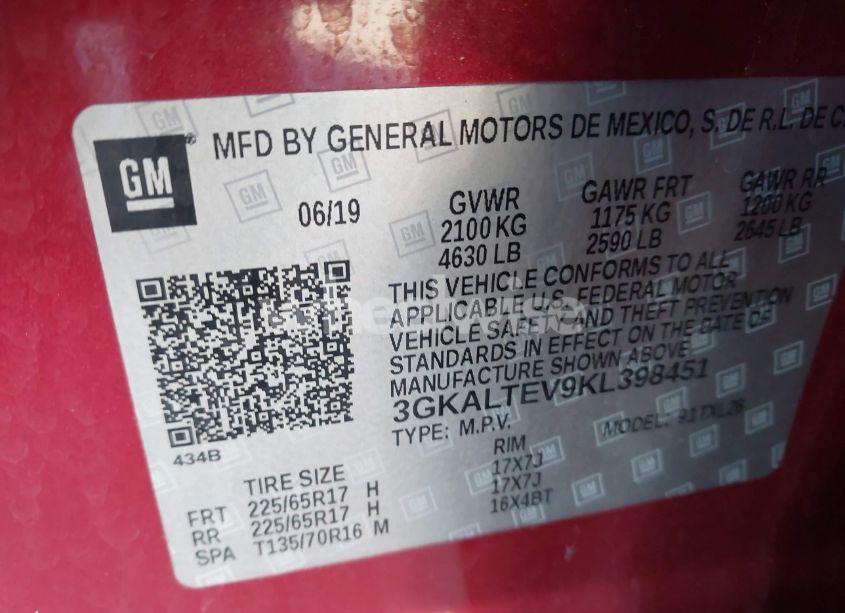 GM
MFD BY GENERAL MOTORS DE MEXICO, S. DE R.L. DE C.
06/19
GVWR GAWR FRT GAWR RR
2100 KG 1175 KG 1200 KG
4630 LB 2590 LB 2645 LB
THIS VEHICLE CONFORMS TO ALL
APPLICABLE U.S. FEDERAL MOTOR
VEHICLE SAFETY AND THEFT PREVENTION
STANDARDS IN EFFECT ON THE DATE OF
MANUFACTURE SHOWN ABOVE
3GKALTEV9KL398451
TYPE: M.P.V. MODEL: 91TXL26
434B
TIRE SIZE RIM
FRT 225/65R17 H 17X7J
RR 225/65R17 H 17X7J
SPA T135/70R16 M 16X4BT